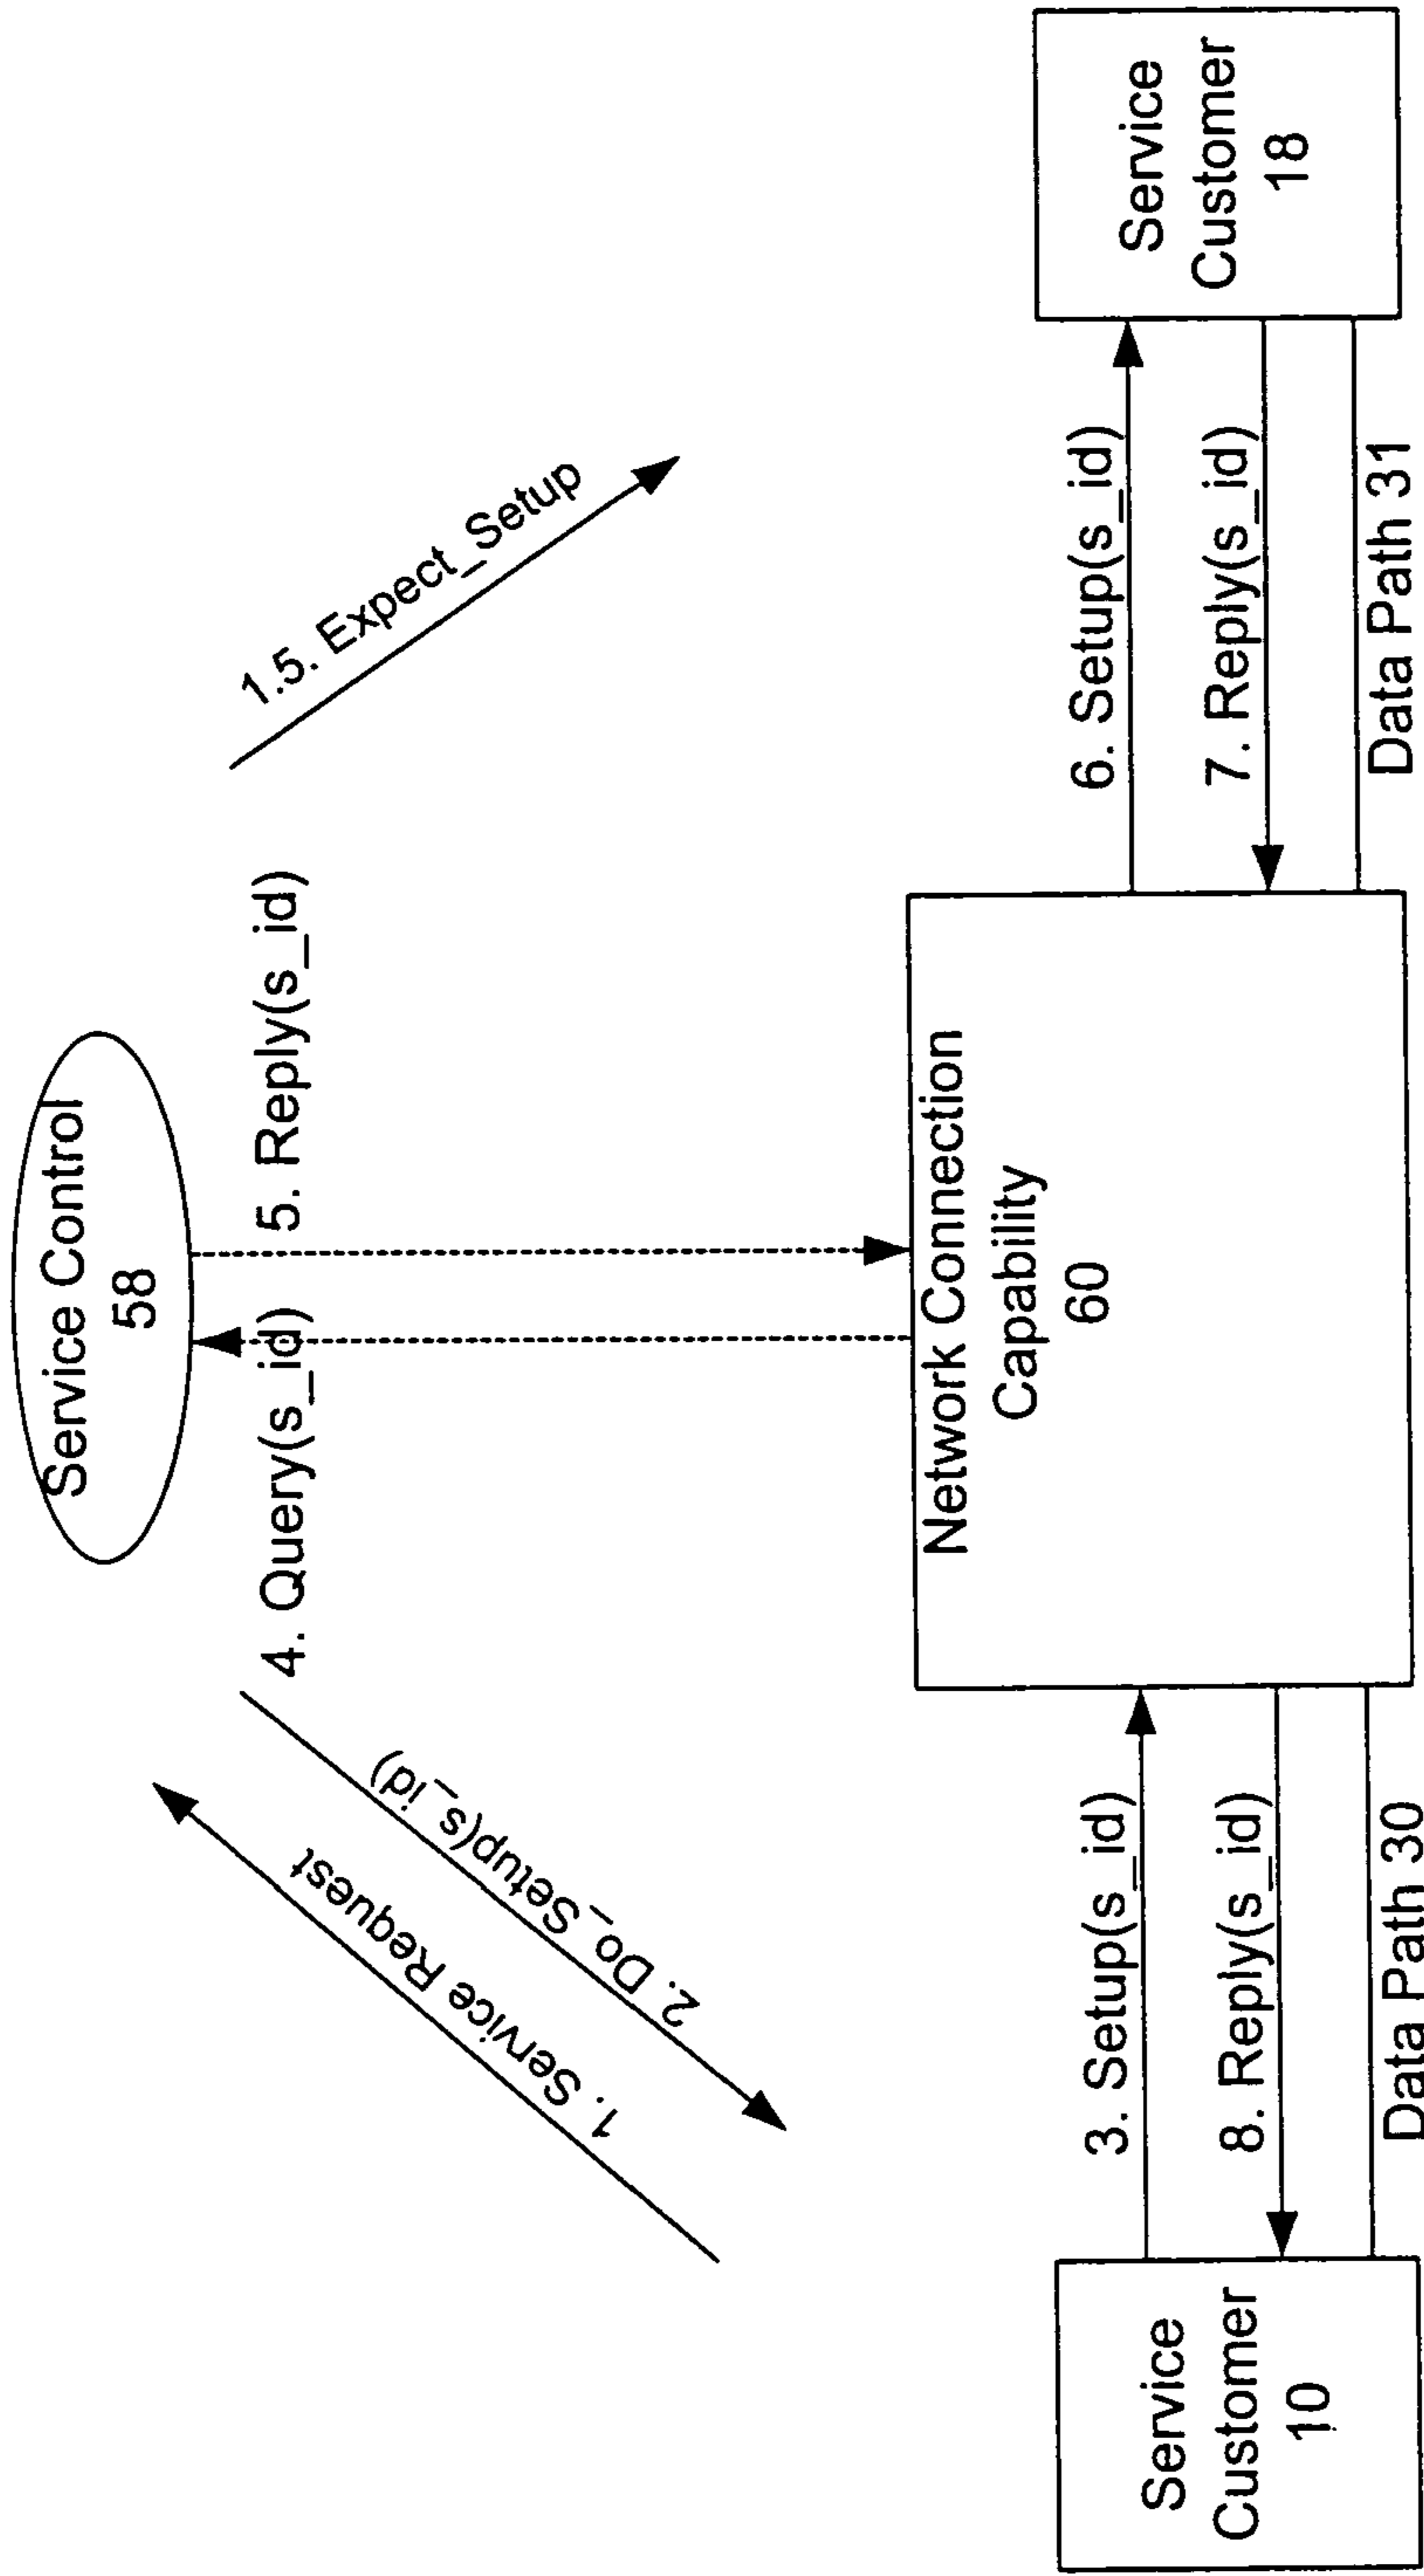 Service Control
58
4. Query(s_id)
5. Reply(s_id)
1. Service Request
2. Do_Setup(s_id)
1.5. Expect_Setup
Network Connection
Capability
60
Service
Customer
10
3. Setup(s_id)
8. Reply(s_id)
Data Path 30
6. Setup(s_id)
7. Reply(s_id)
Data Path 31
Service
Customer
18